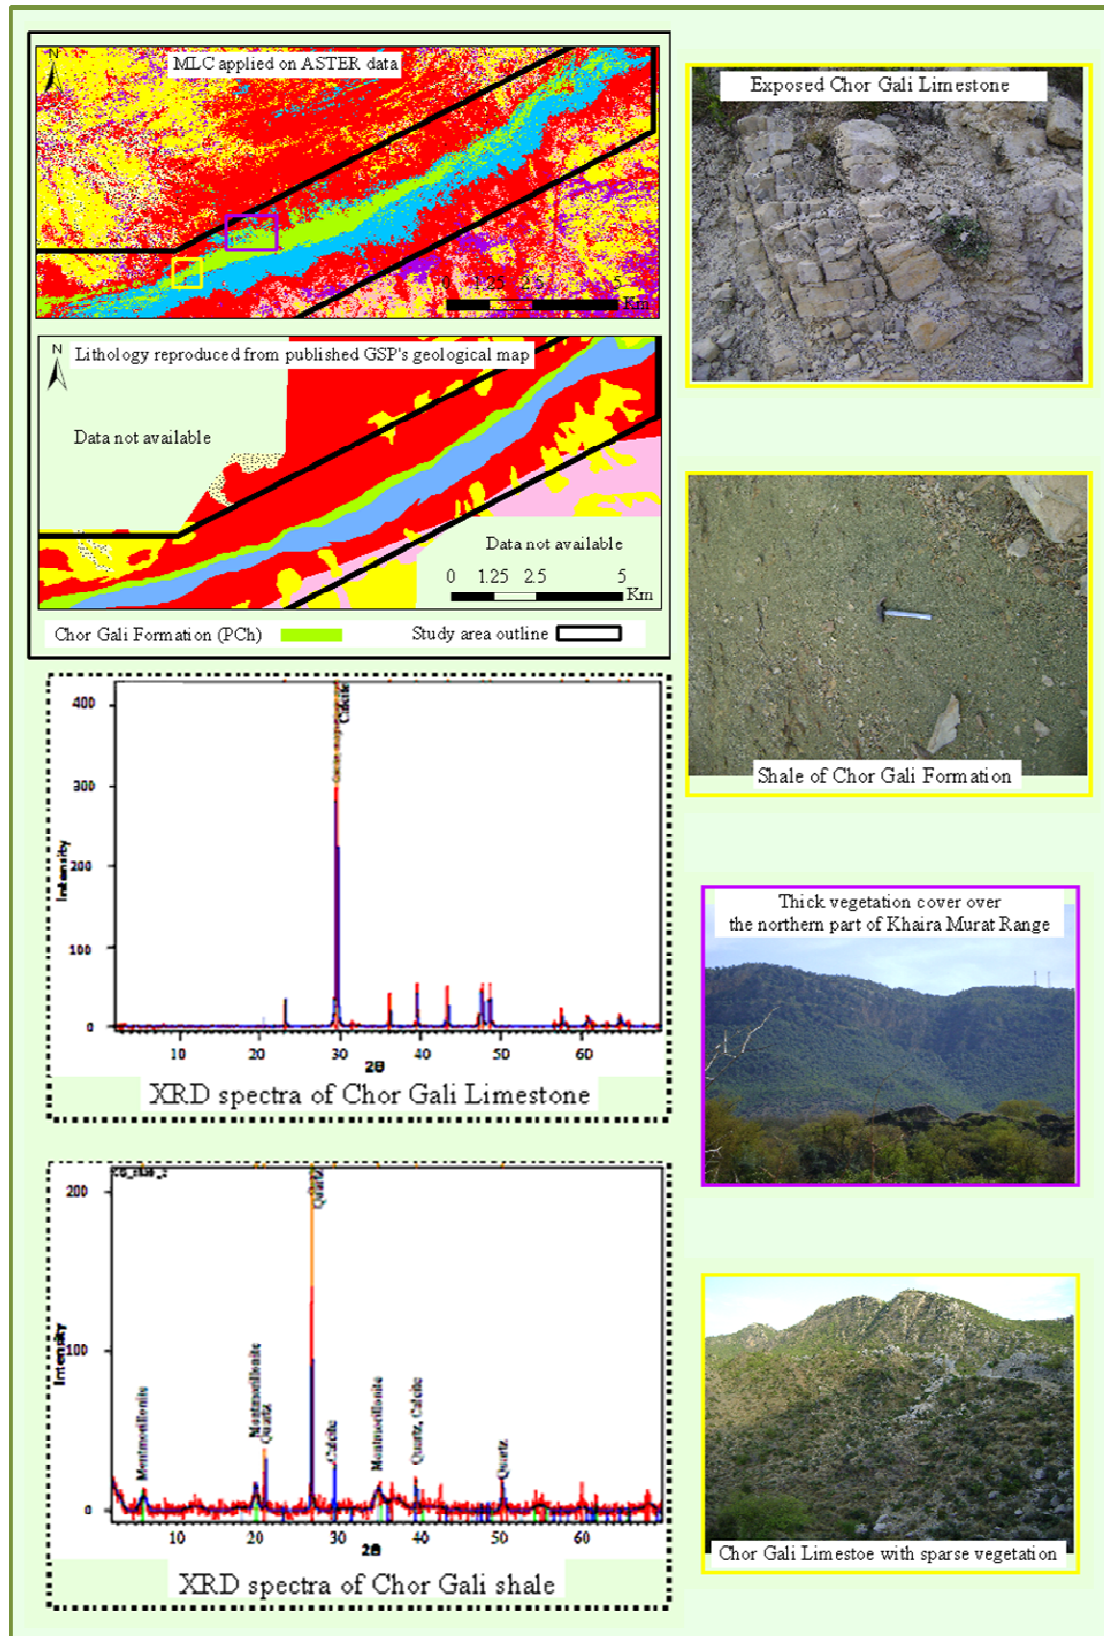 N
MLC applied on ASTER data
0 1.25 2.5 5
Km
N
Lithology reproduced from published GSP's geological map
Data not available
Data not available
0 1.25 2.5 5
Km
Chor Gali Formation (PCh)
Study area outline
Exposed Chor Gali Limestone
Shale of Chor Gali Formation
Thick vegetation cover over
the northern part of Khaira Murat Range
Chor Gali Limestoe with sparse vegetation
400
300
200
100
0
Intensity
Calcite
10 20 30 40 50 60
2θ
XRD spectra of Chor Gali Limestone
200
100
0
Intensity
Montmorillonite
Montmorillonite
Quartz
Quartz
Calcite
Montmorillonite
Quartz, Calcite
Quartz
10 20 30 40 50 60
2θ
XRD spectra of Chor Gali shale